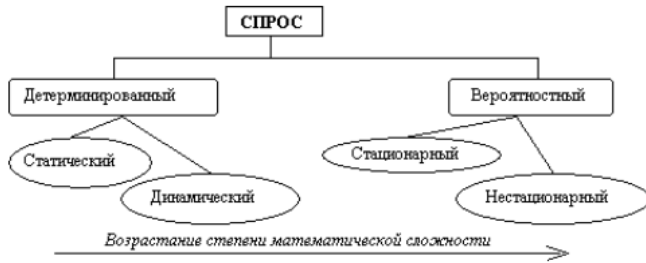 СПРОС
Детерминированный
Вероятностный
Статический
Стационарный
Динамический
Нестационарный
Возрастание степени математической сложности